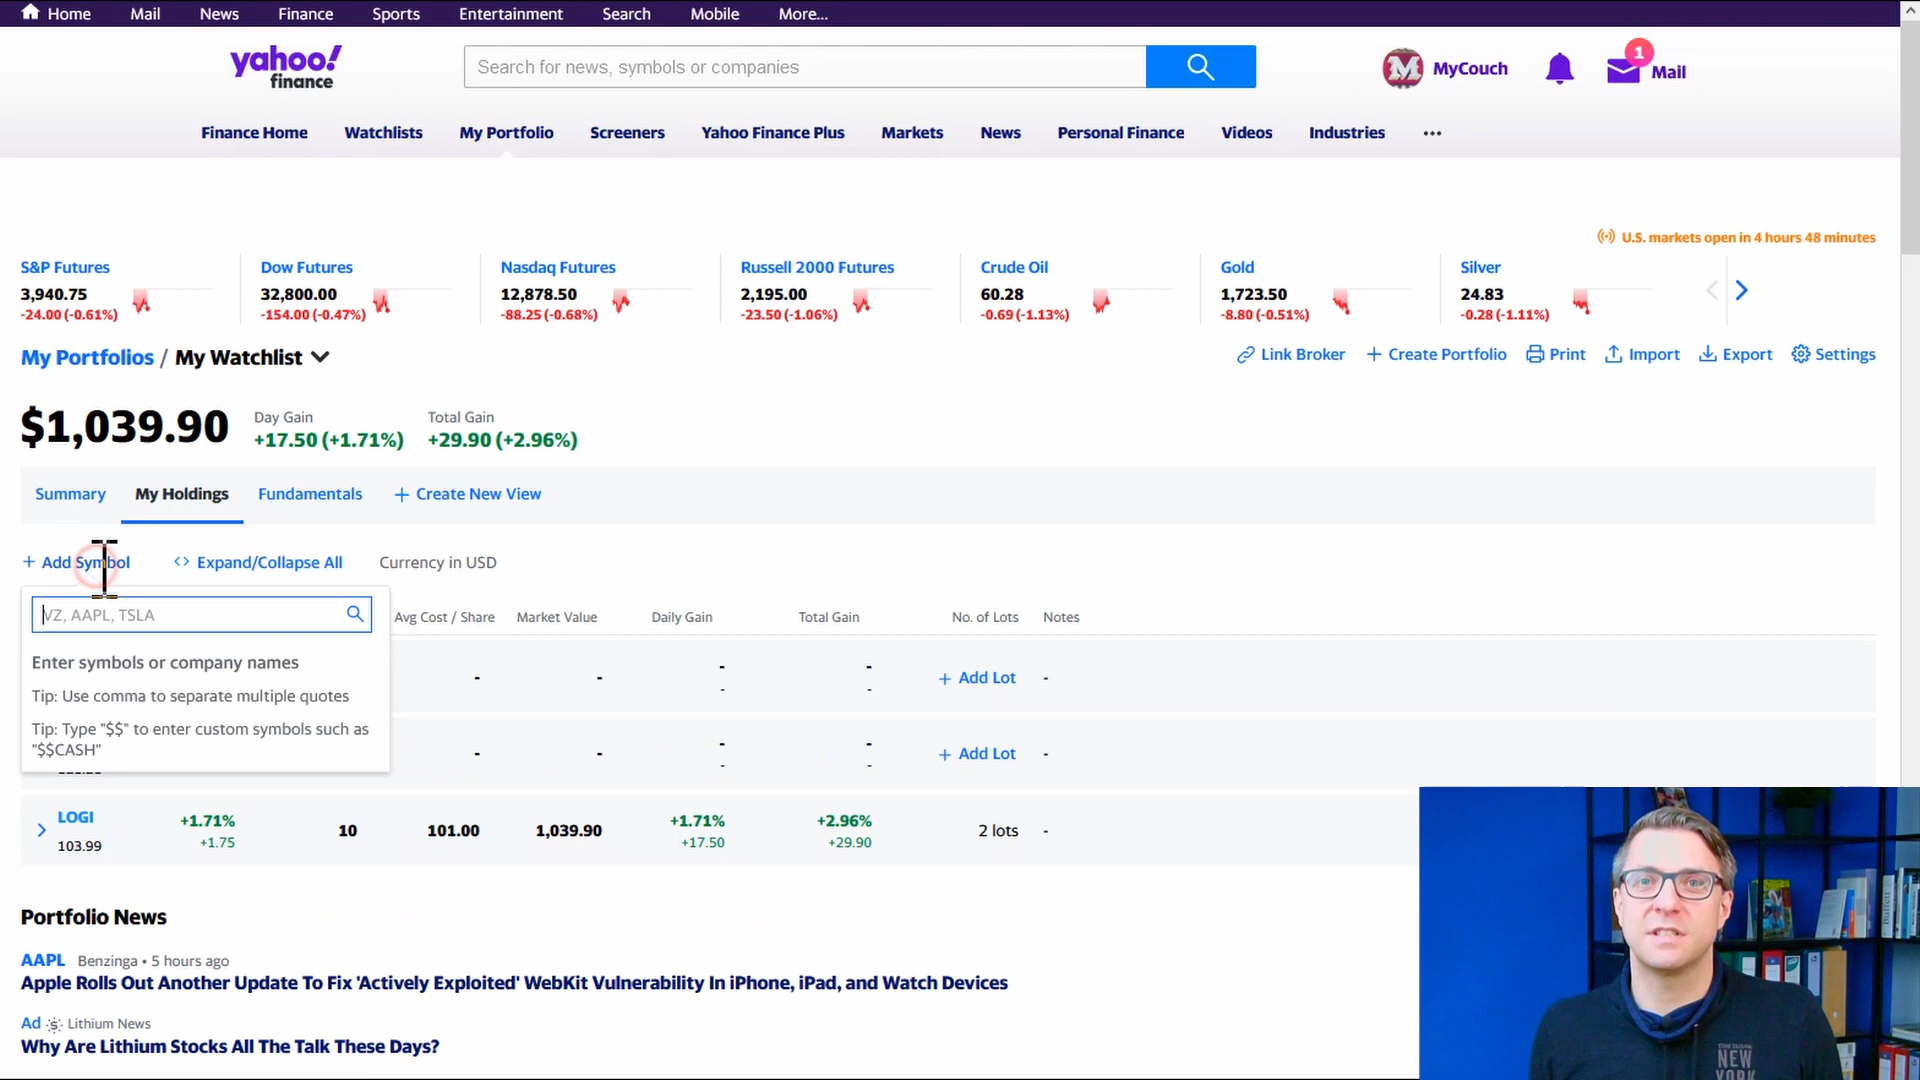 Home Mail News Finance Sports Entertainment Search Mobile More...
yahoo!
finance
Search for news, symbols or companies
M MyCouch
1
Mail
Finance Home Watchlists My Portfolio Screeners Yahoo Finance Plus Markets News Personal Finance Videos Industries ...
U.S. markets open in 4 hours 48 minutes
S&P Futures Dow Futures Nasdaq Futures Russell 2000 Futures Crude Oil Gold Silver
3,940.75 32,800.00 12,878.50 2,195.00 60.28 1,723.50 24.83
-24.00 (-0.61%) -154.00 (-0.47%) -88.25 (-0.68%) -23.50 (-1.06%) -0.69 (-1.13%) -8.80 (-0.51%) -0.28 (-1.11%)
My Portfolios / My Watchlist
Link Broker + Create Portfolio Print Import Export Settings
$1,039.90
Day Gain
+17.50 (+1.71%)
Total Gain
+29.90 (+2.96%)
Summary My Holdings Fundamentals + Create New View
+ Add Symbol Expand/Collapse All Currency in USD
VZ, AAPL, TSLA
Enter symbols or company names
Tip: Use comma to separate multiple quotes
Tip: Type "$$" to enter custom symbols such as
"$$CASH"
Avg Cost / Share Market Value Daily Gain Total Gain No. of Lots Notes
- - - - + Add Lot -
- -
- - - - + Add Lot -
- -
LOGI +1.71% 10 101.00 1,039.90 +1.71% +2.96% 2 lots -
103.99 +1.75 +17.50 +29.90
Portfolio News
AAPL Benzinga • 5 hours ago
Apple Rolls Out Another Update To Fix 'Actively Exploited' WebKit Vulnerability In iPhone, iPad, and Watch Devices
Ad Lithium News
Why Are Lithium Stocks All The Talk These Days?
NEW
YORK